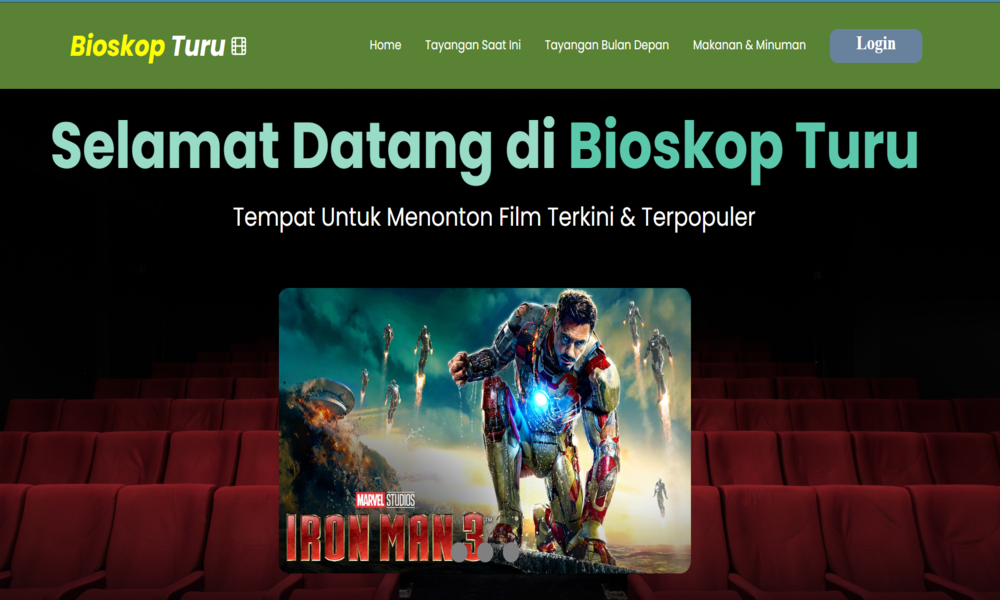 Bioskop Turu
Home
Tayangan Saat Ini
Tayangan Bulan Depan
Makanan & Minuman
Login
Selamat Datang di Bioskop Turu
Tempat Untuk Menonton Film Terkini & Terpopuler
MARVEL STUDIOS
IRON MAN 3